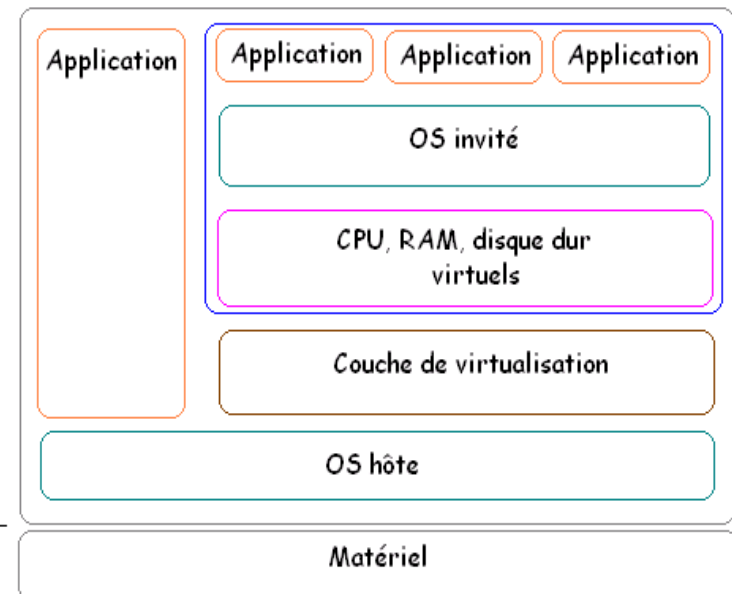 Application
Application
Application
Application
OS invité
CPU, RAM, disque dur
virtuels
Couche de virtualisation
OS hôte
Matériel